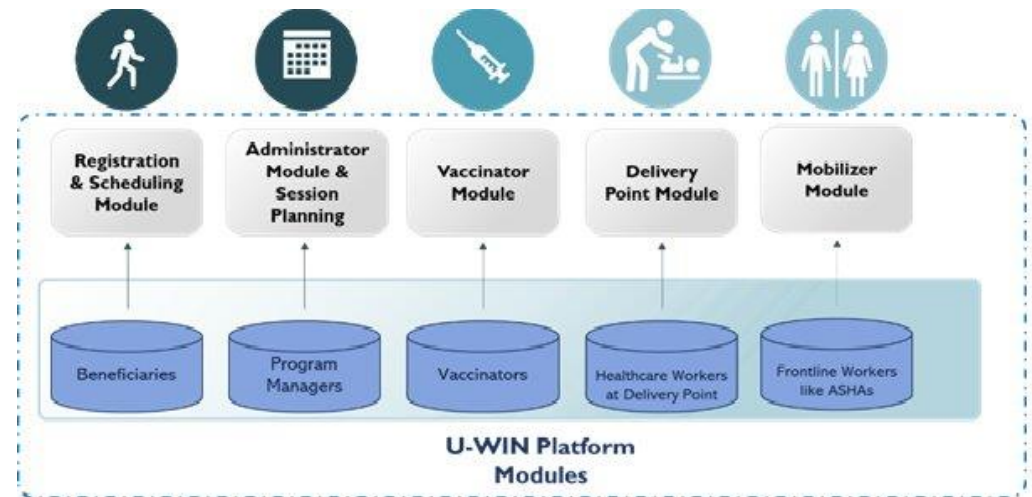 Registration
& Scheduling
Module
Administrator
Module &
Session
Planning
Vaccinator
Module
Delivery
Point Module
Mobilizer
Module
Beneficiaries
Program
Managers
Vaccinators
Healthcare Workers
at Delivery Point
Frontline Workers
like ASHAs
U-WIN Platform
Modules